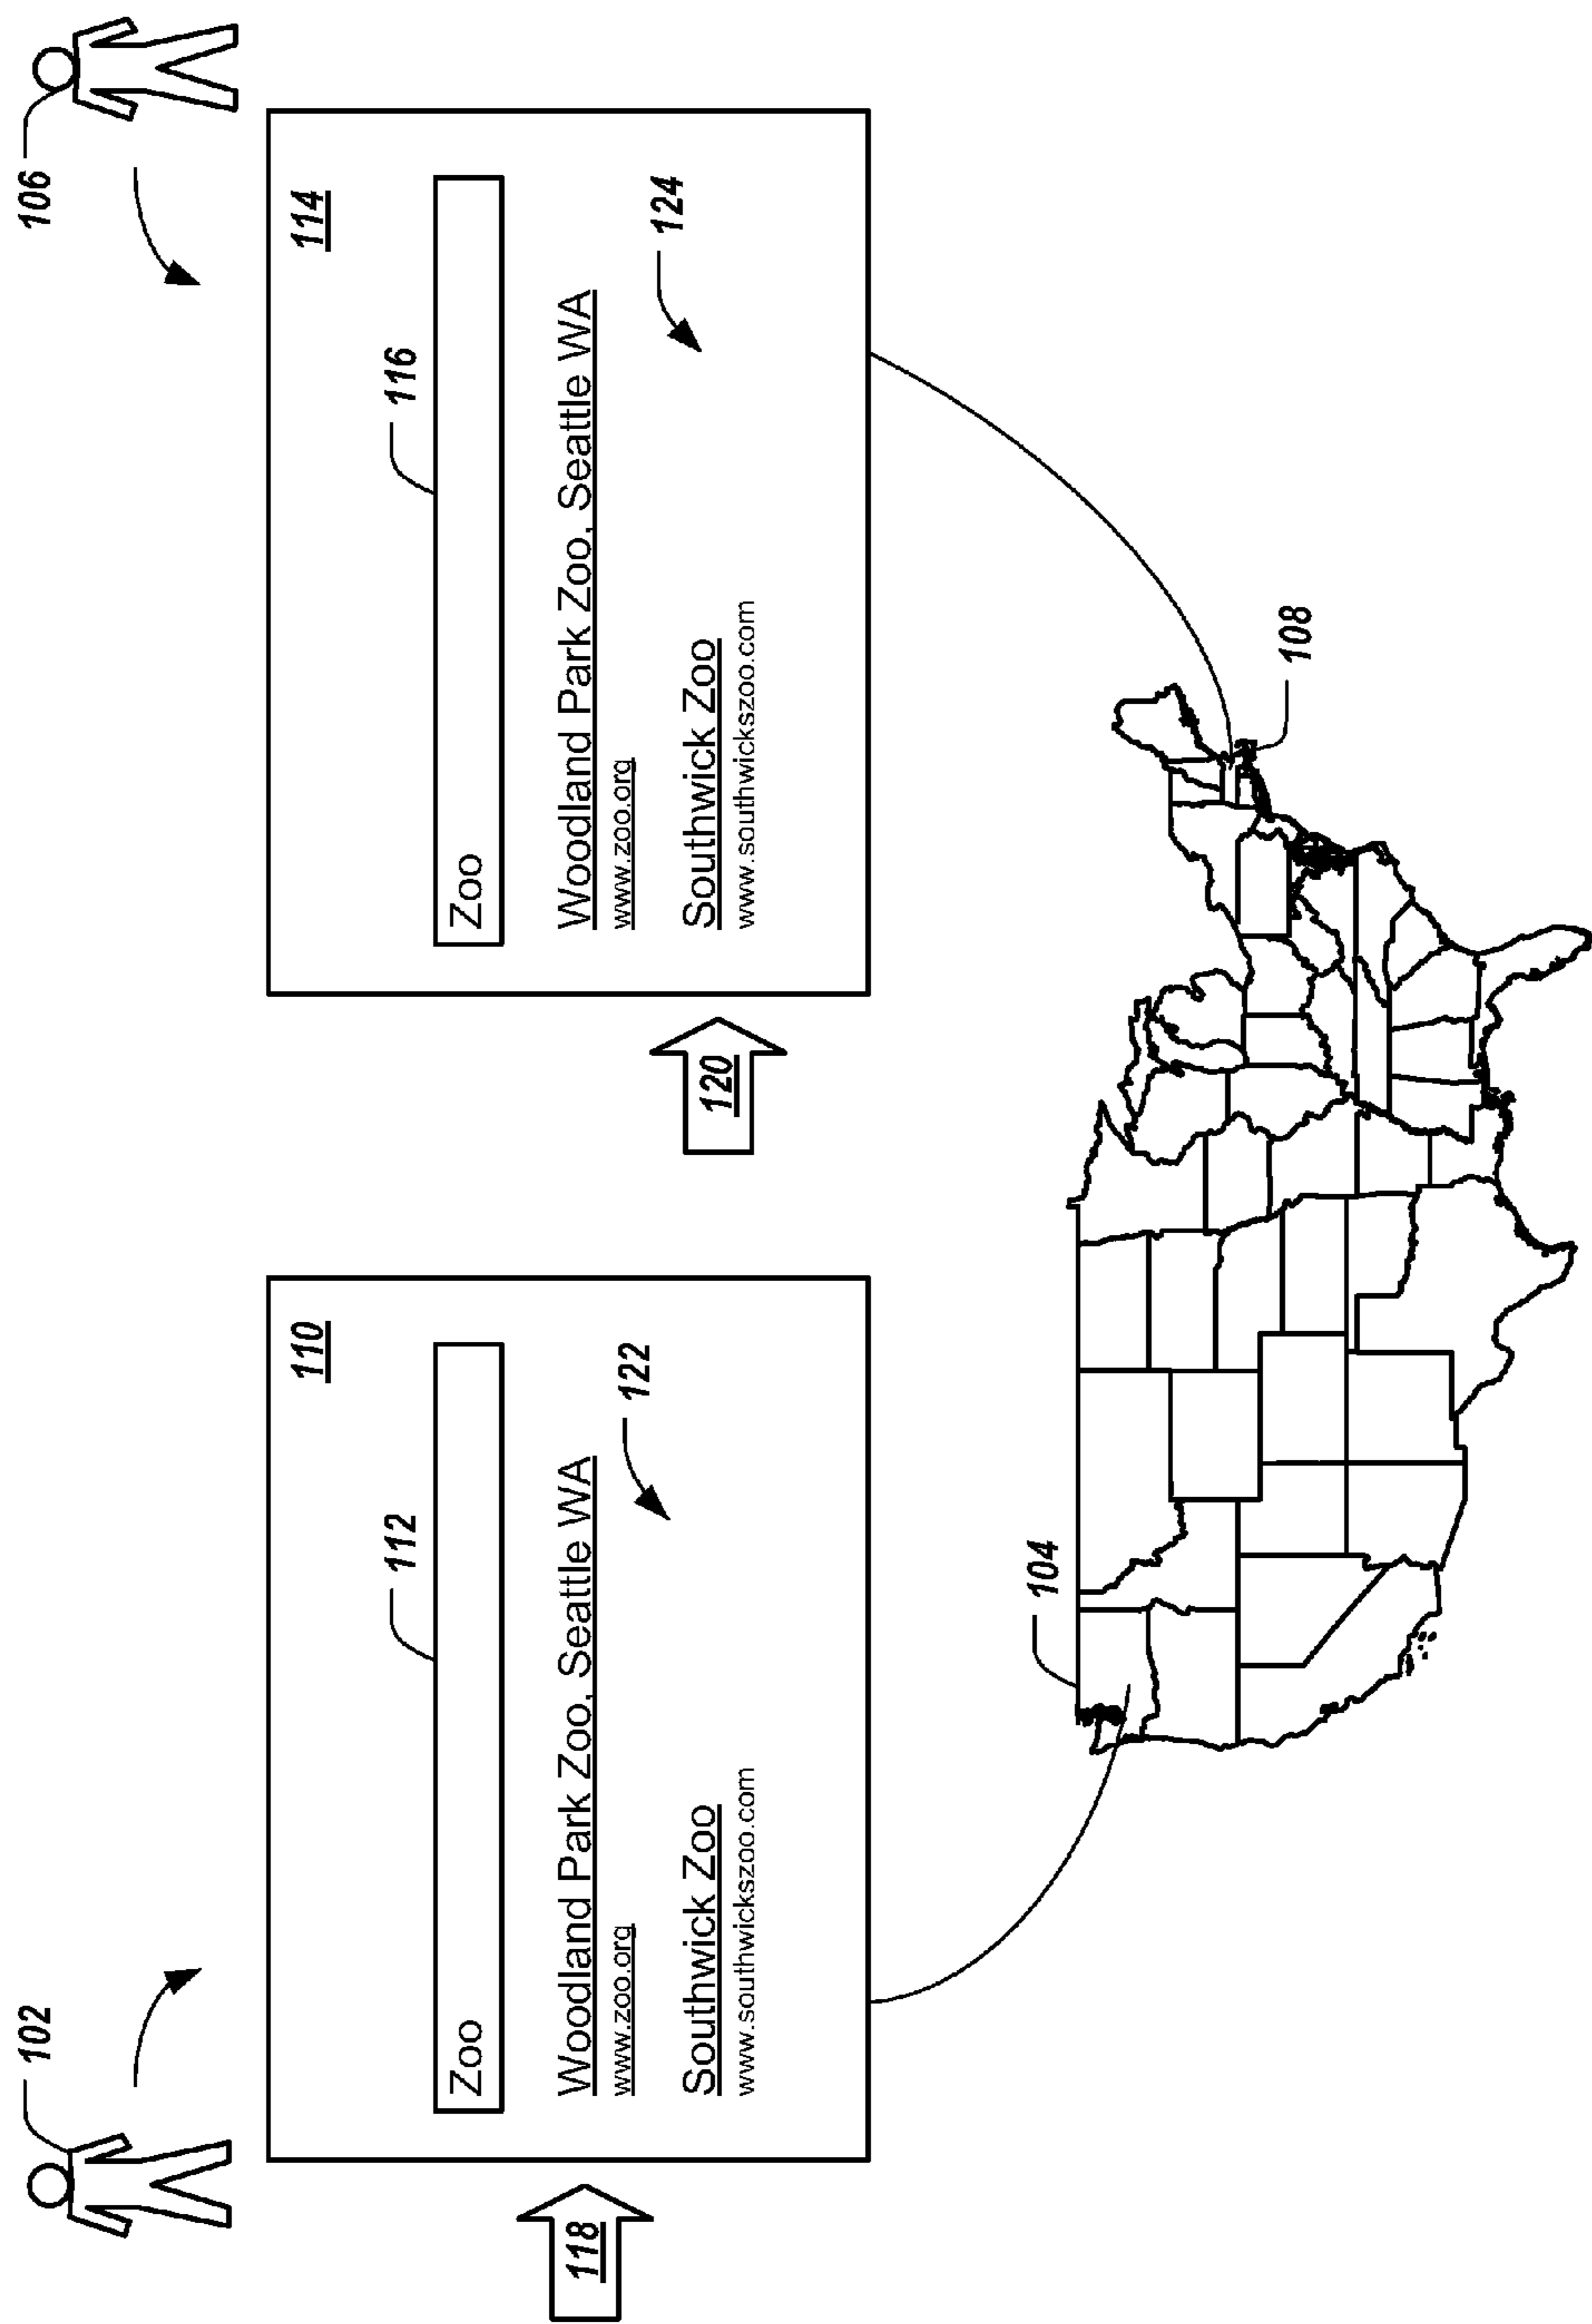 102
106
110
112
Zoo
Woodland Park Zoo, Seattle WA
www.zoo.org
122
Southwick Zoo
www.southwickszoo.com
118
114
116
Zoo
Woodland Park Zoo, Seattle WA
www.zoo.org
124
Southwick Zoo
www.southwickszoo.com
120
104
108